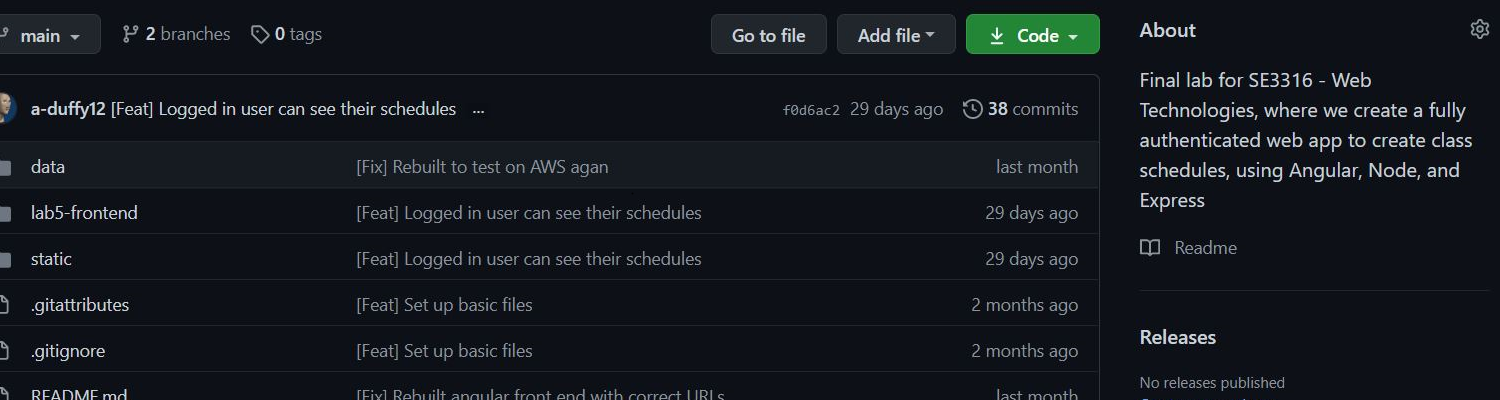 main
2 branches
0 tags
Go to file
Add file
Code
a-duffy12 [Feat] Logged in user can see their schedules ...
f0d6ac2 29 days ago
38 commits
data [Fix] Rebuilt to test on AWS agan last month
lab5-frontend [Feat] Logged in user can see their schedules 29 days ago
static [Feat] Logged in user can see their schedules 29 days ago
.gitattributes [Feat] Set up basic files 2 months ago
.gitignore [Feat] Set up basic files 2 months ago
README.md [Fix] Rebuilt angular front end with correct URLs last month
About
Final lab for SE3316 - Web
Technologies, where we create a fully
authenticated web app to create class
schedules, using Angular, Node, and
Express
Readme
Releases
No releases published